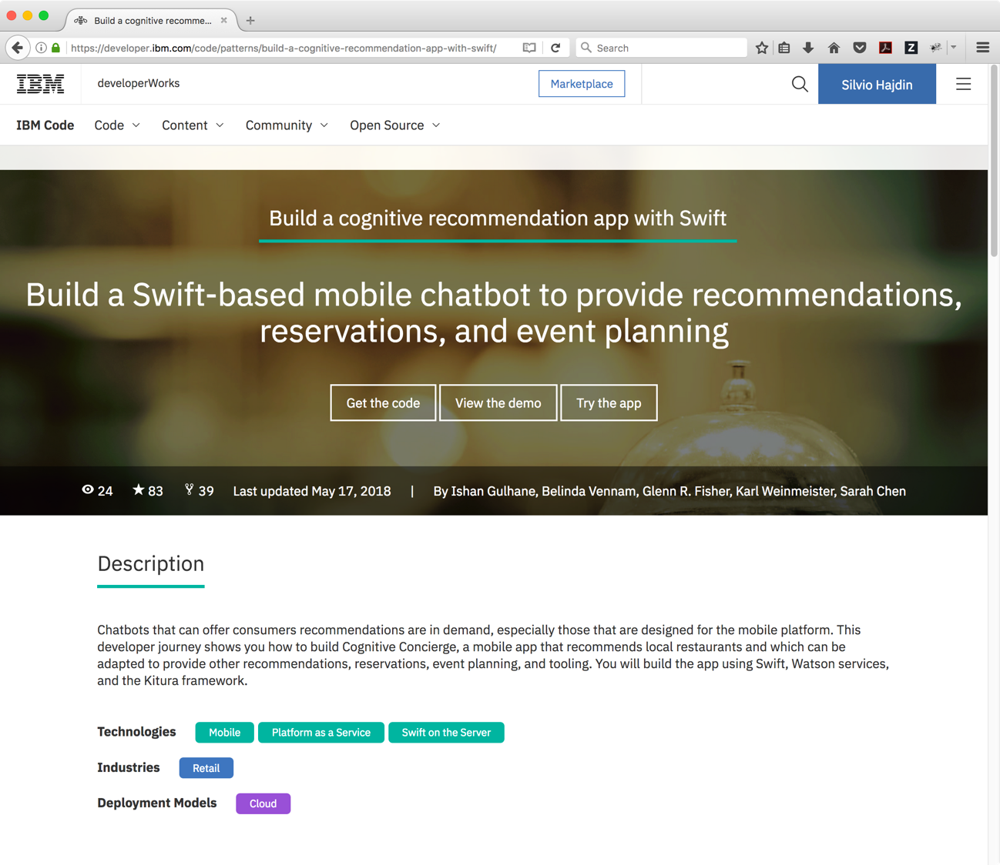 Build a cognitive recomme...
https://developer.ibm.com/code/patterns/build-a-cognitive-recommendation-app-with-swift/
Search
Z
IBM
developerWorks
Marketplace
Silvio Hajdin
IBM Code
Code
Content
Community
Open Source
Build a cognitive recommendation app with Swift
Build a Swift-based mobile chatbot to provide recommendations,
reservations, and event planning
Get the code
View the demo
Try the app
24 83 39 Last updated May 17, 2018 | By Ishan Gulhane, Belinda Vennam, Glenn R. Fisher, Karl Weinmeister, Sarah Chen
Description
Chatbots that can offer consumers recommendations are in demand, especially those that are designed for the mobile platform. This
developer journey shows you how to build Cognitive Concierge, a mobile app that recommends local restaurants and which can be
adapted to provide other recommendations, reservations, event planning, and tooling. You will build the app using Swift, Watson services,
and the Kitura framework.
Technologies Mobile Platform as a Service Swift on the Server
Industries Retail
Deployment Models Cloud